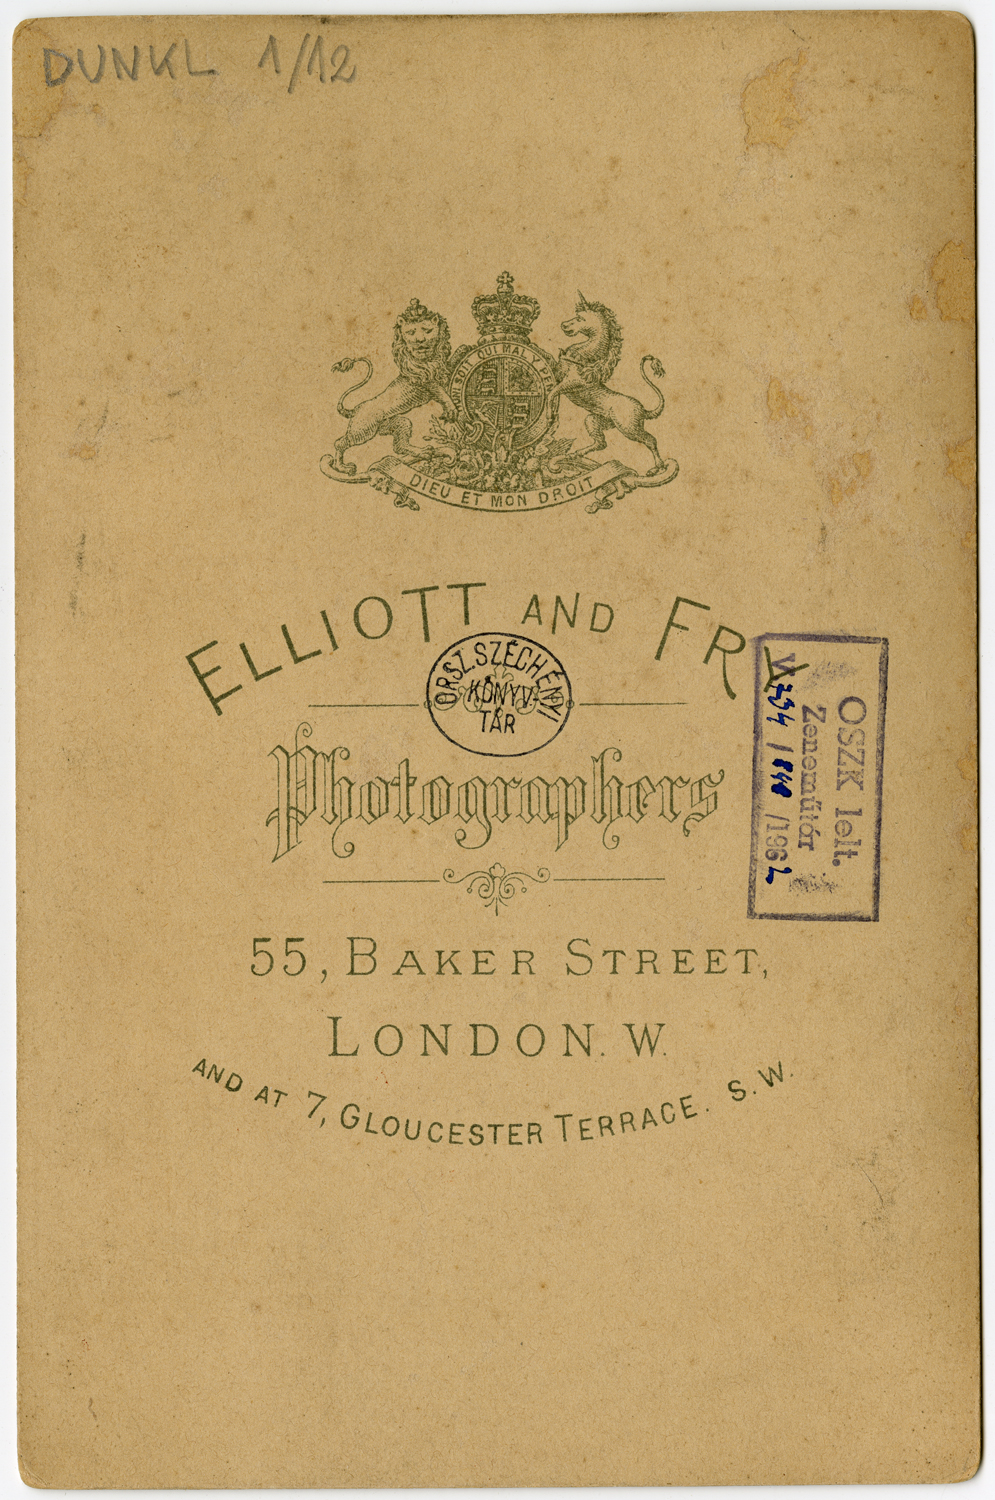 DUNKL 1/12
HONI SOIT QUI MAL Y PEN
DIEU ET MON DROIT
ELLIOTT AND FRY
ORSZ. SZÉCHÉNYI
KÖNYV-
TÁR
Photographers
OSZK lelt.
Zeneműtár
/1962
55, BAKER STREET,
LONDON. W.
AND AT 7, GLOUCESTER TERRACE. S. W.